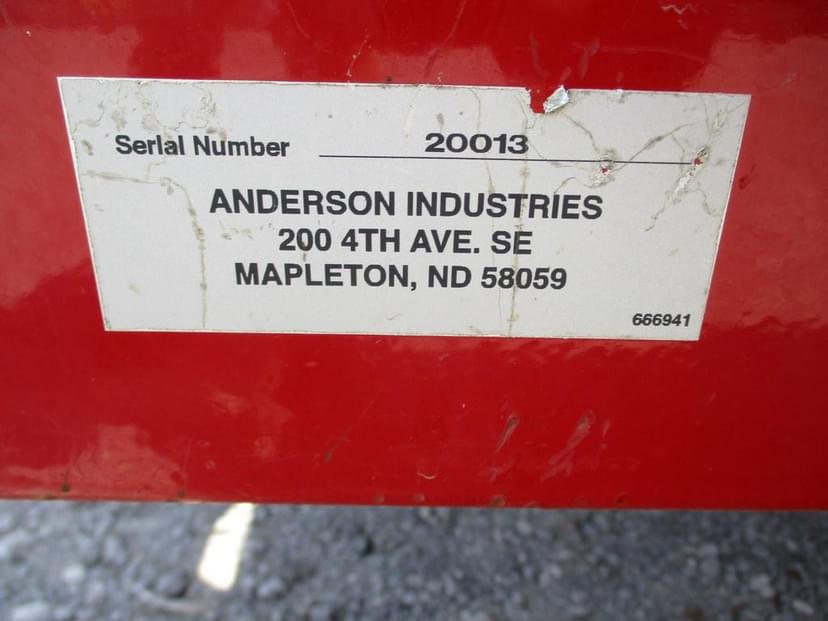 Serial Number 20013
ANDERSON INDUSTRIES
200 4TH AVE. SE
MAPLETON, ND 58059
666941